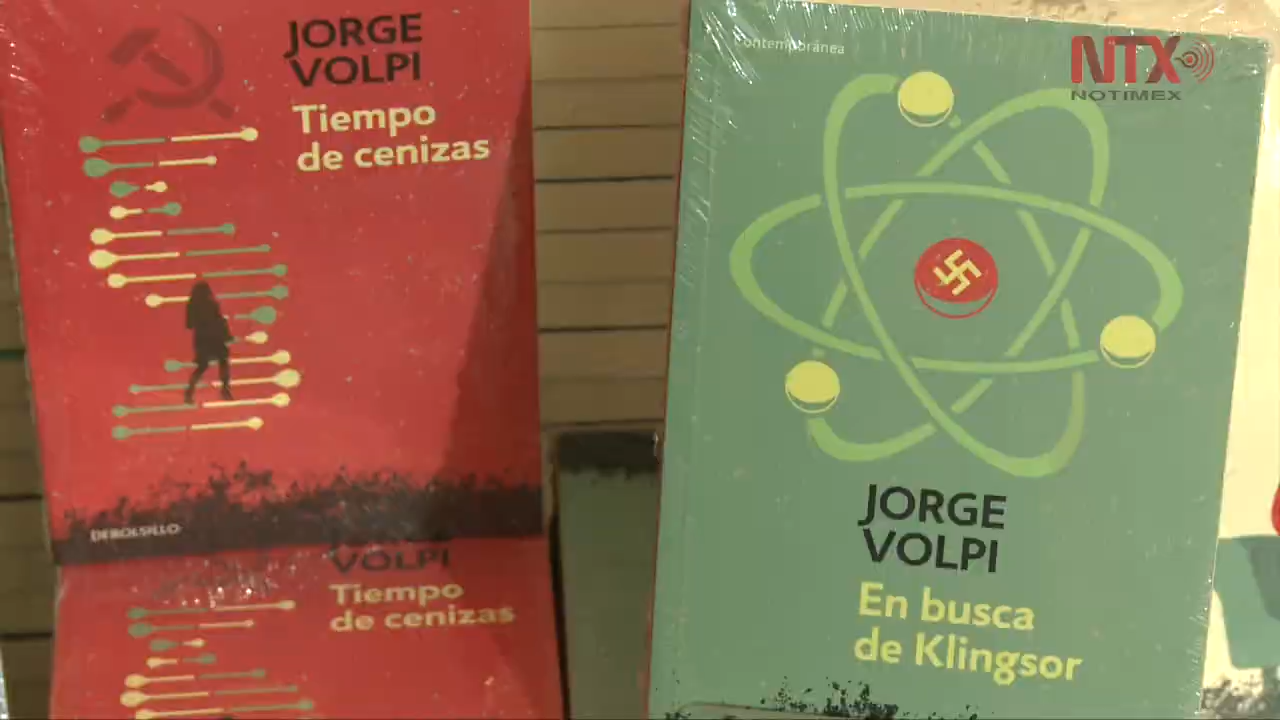 JORGE
VOLPI
Tiempo
de cenizas
DEBOLSILLO
VOLPI
Tiempo
de cenizas
Contemporánea
JORGE
VOLPI
En busca
de Klingsor
NTX
NOTIMEX